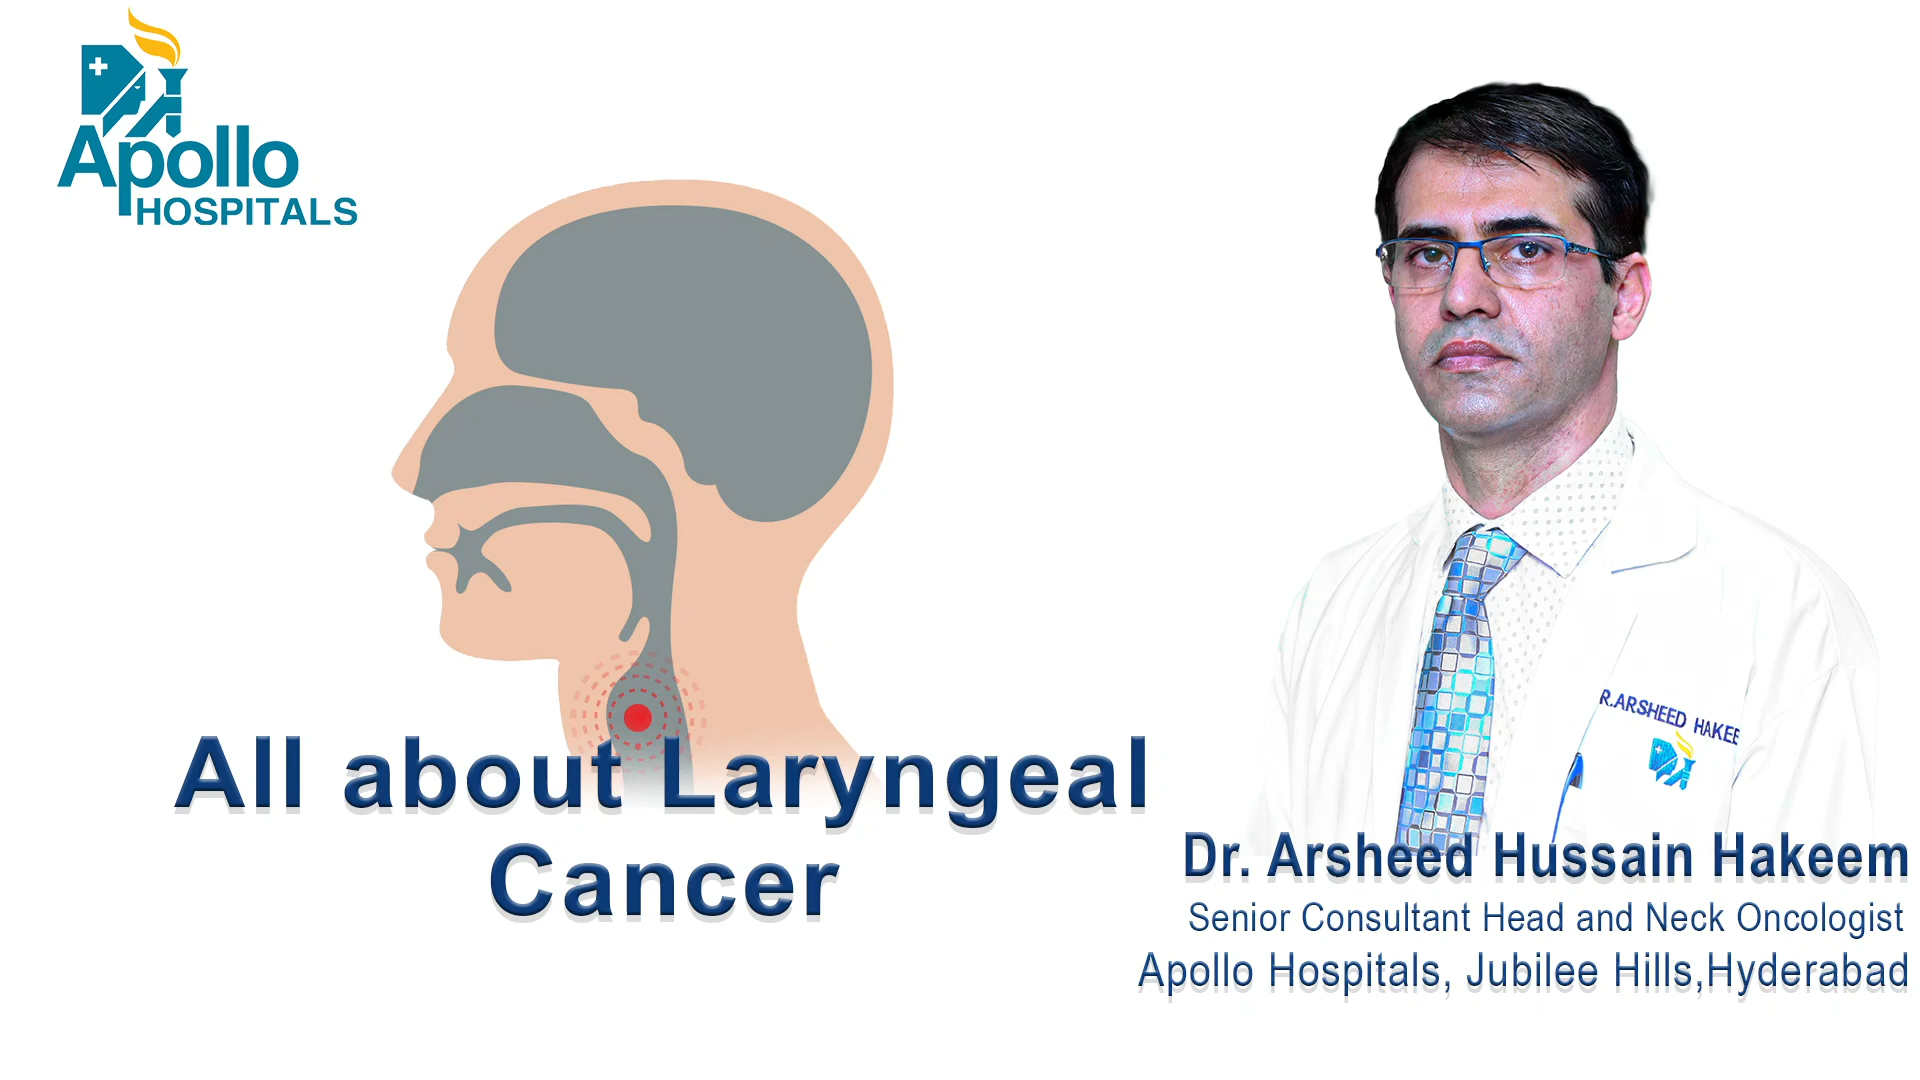 Apollo
HOSPITALS
All about Laryngeal
Cancer
R.ARSHEED HAKEE
Dr. Arsheed Hussain Hakeem
Senior Consultant Head and Neck Oncologist
Apollo Hospitals, Jubilee Hills,Hyderabad